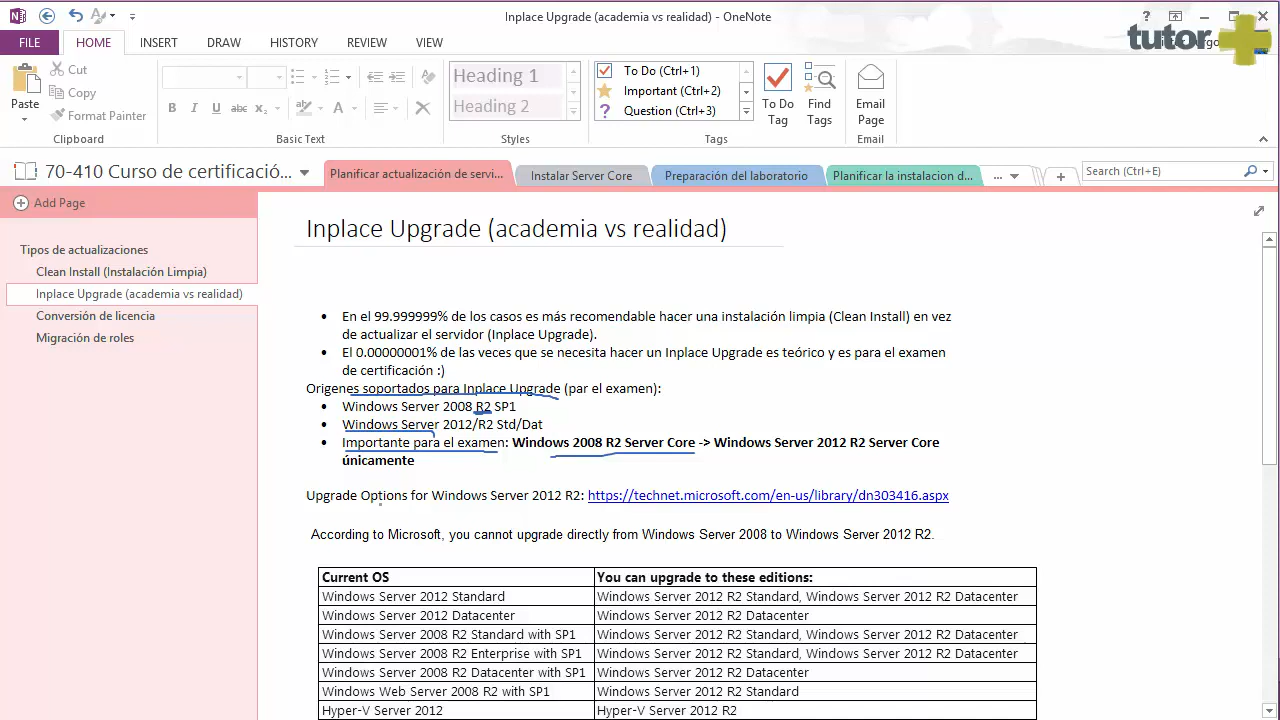 Inplace Upgrade (academia vs realidad) - OneNote
tutor
FILE HOME INSERT DRAW HISTORY REVIEW VIEW
Paste
Cut
Copy
Format Painter
Clipboard
B I U abc x₂ A
Basic Text
Heading 1
Heading 2
Styles
To Do (Ctrl+1)
Important (Ctrl+2)
? Question (Ctrl+3)
To Do Tag
Find Tags
Tags
Email Page
Email
70-410 Curso de certificació... Planificar actualización de servi... Instalar Server Core Preparación del laboratorio Planificar la instalacion d... ... + Search (Ctrl+E)
Add Page
Tipos de actualizaciones
Clean Install (Instalación Limpia)
Inplace Upgrade (academia vs realidad)
Conversión de licencia
Migración de roles
Inplace Upgrade (academia vs realidad)
• En el 99.999999% de los casos es más recomendable hacer una instalación limpia (Clean Install) en vez
de actualizar el servidor (Inplace Upgrade).
• El 0.00000001% de las veces que se necesita hacer un Inplace Upgrade es teórico y es para el examen
de certificación :)
Origenes soportados para Inplace Upgrade (par el examen):
• Windows Server 2008 R2 SP1
• Windows Server 2012/R2 Std/Dat
• Importante para el examen: Windows 2008 R2 Server Core -> Windows Server 2012 R2 Server Core
únicamente
Upgrade Options for Windows Server 2012 R2: https://technet.microsoft.com/en-us/library/dn303416.aspx
According to Microsoft, you cannot upgrade directly from Windows Server 2008 to Windows Server 2012 R2.
Current OS You can upgrade to these editions:
Windows Server 2012 Standard Windows Server 2012 R2 Standard, Windows Server 2012 R2 Datacenter
Windows Server 2012 Datacenter Windows Server 2012 R2 Datacenter
Windows Server 2008 R2 Standard with SP1 Windows Server 2012 R2 Standard, Windows Server 2012 R2 Datacenter
Windows Server 2008 R2 Enterprise with SP1 Windows Server 2012 R2 Standard, Windows Server 2012 R2 Datacenter
Windows Server 2008 R2 Datacenter with SP1 Windows Server 2012 R2 Datacenter
Windows Web Server 2008 R2 with SP1 Windows Server 2012 R2 Standard
Hyper-V Server 2012 Hyper-V Server 2012 R2